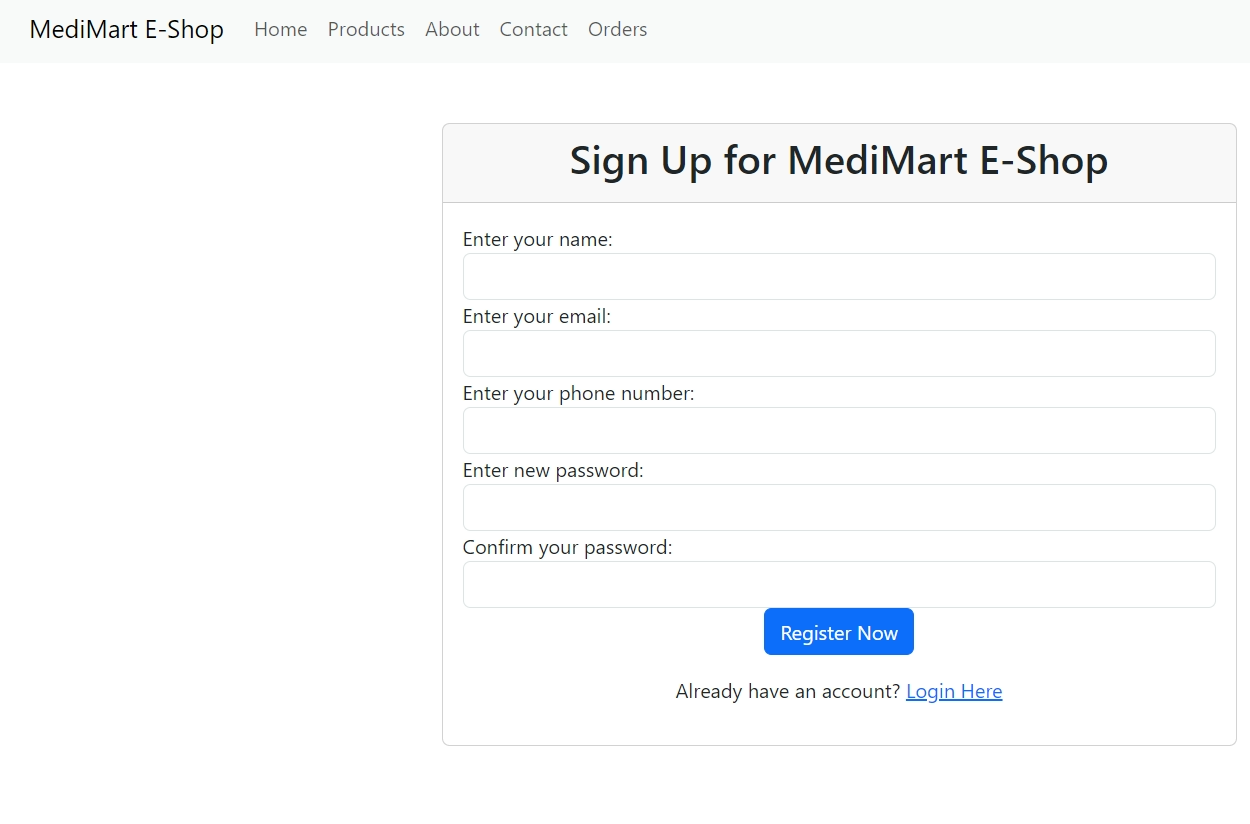 MediMart E-Shop Home Products About Contact Orders
Sign Up for MediMart E-Shop
Enter your name:
Enter your email:
Enter your phone number:
Enter new password:
Confirm your password:
Register Now
Already have an account? Login Here